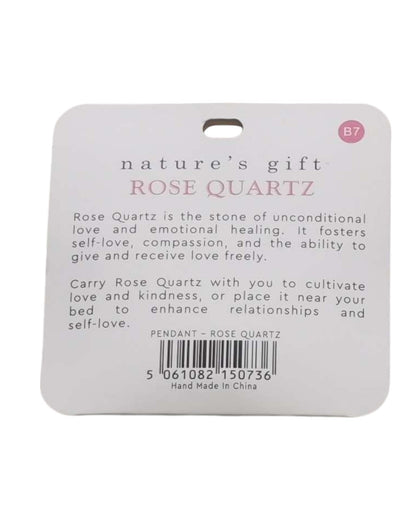 B7
nature's gift
ROSE QUARTZ
Rose Quartz is the stone of unconditional
love and emotional healing. It fosters
self-love, compassion, and the ability to
give and receive love freely.
Carry Rose Quartz with you to cultivate
love and kindness, or place it near your
bed to enhance relationships and
self-love.
PENDANT – ROSE QUARTZ
5 061082 150736
Hand Made In China